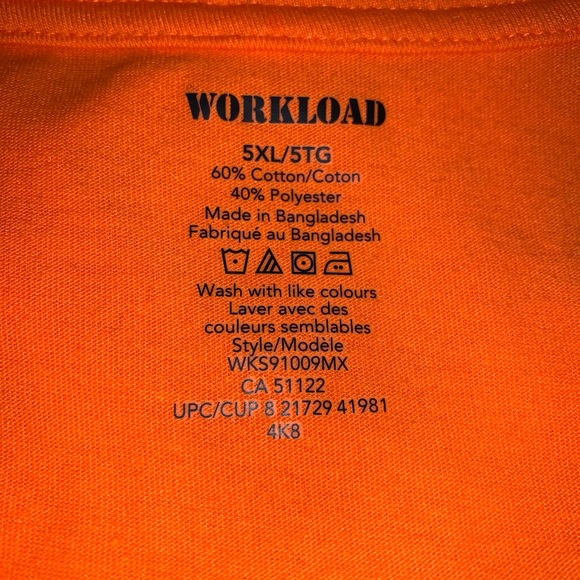 WORKLOAD
5XL/5TG
60% Cotton/Coton
40% Polyester
Made in Bangladesh
Fabriqué au Bangladesh
Wash with like colours
Laver avec des
couleurs semblables
Style/Modèle
WKS91009MX
CA 51122
UPC/CUP 8 21729 41981
4K8